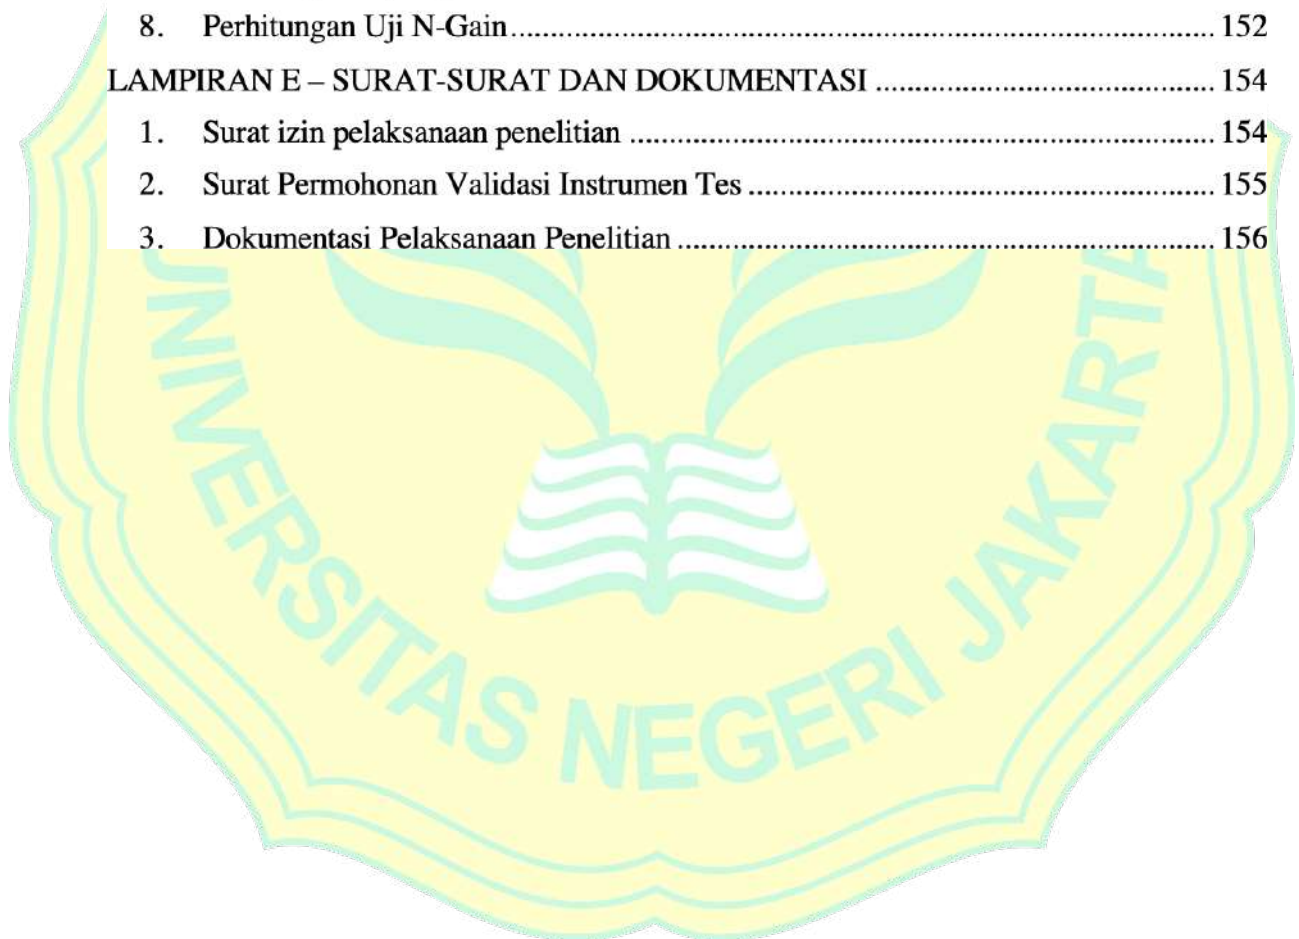 8. Perhitungan Uji N-Gain........................................................................................ 152
LAMPIRAN E – SURAT-SURAT DAN DOKUMENTASI ........................................... 154
1. Surat izin pelaksanaan penelitian .......................................................................... 154
2. Surat Permohonan Validasi Instrumen Tes ........................................................... 155
3. Dokumentasi Pelaksanaan Penelitian .................................................................... 156
UNIVERSITAS NEGERI JAKARTA